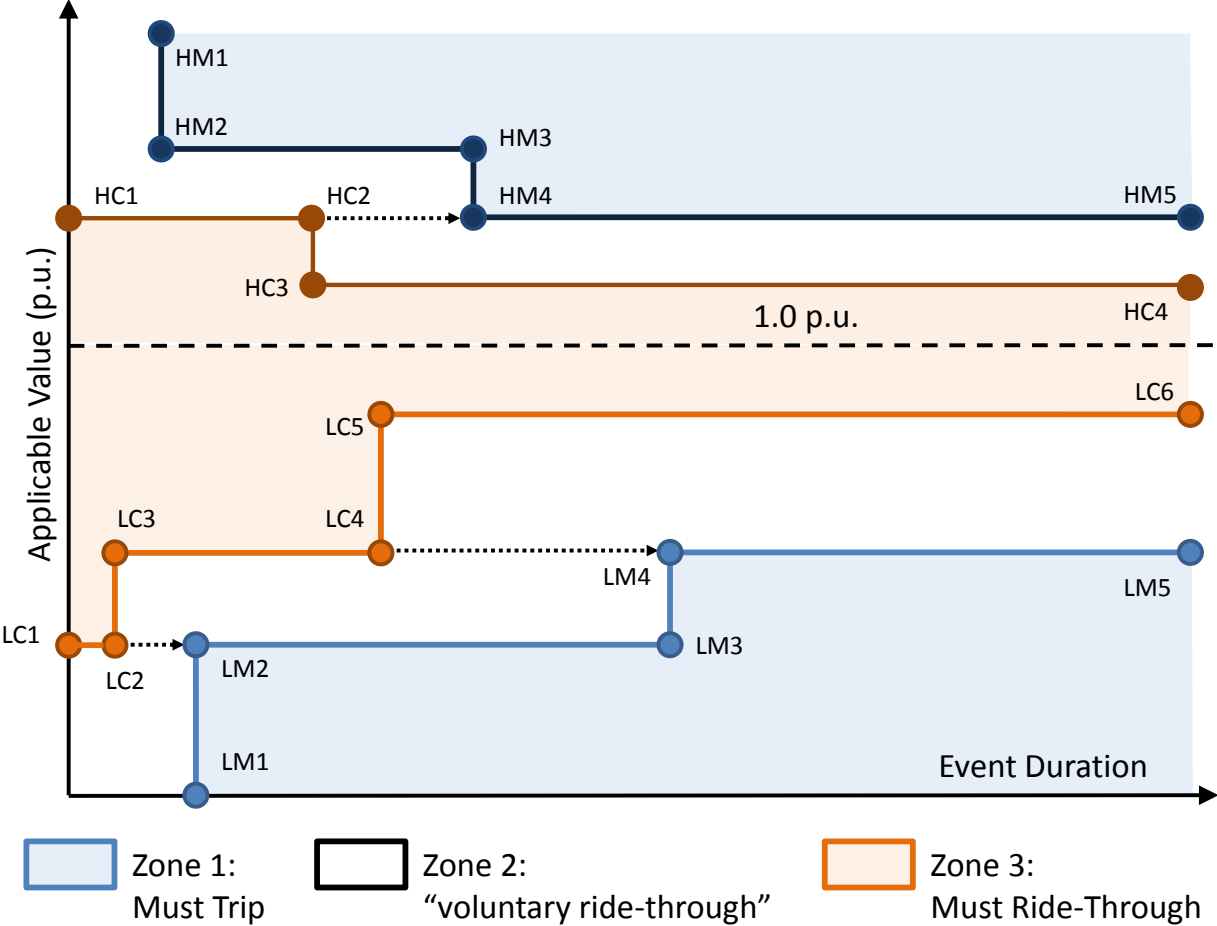 HM1
HM2
HM3
HC1
HC2
HM4
HM5
HC3
HC4
1.0 p.u.
Applicable Value (p.u.)
LC6
LC5
LC3
LC4
LM4
LM5
LC1
LC2
LM2
LM3
LM1
Event Duration
Zone 1:
Must Trip
Zone 2:
“voluntary ride-through”
Zone 3:
Must Ride-Through